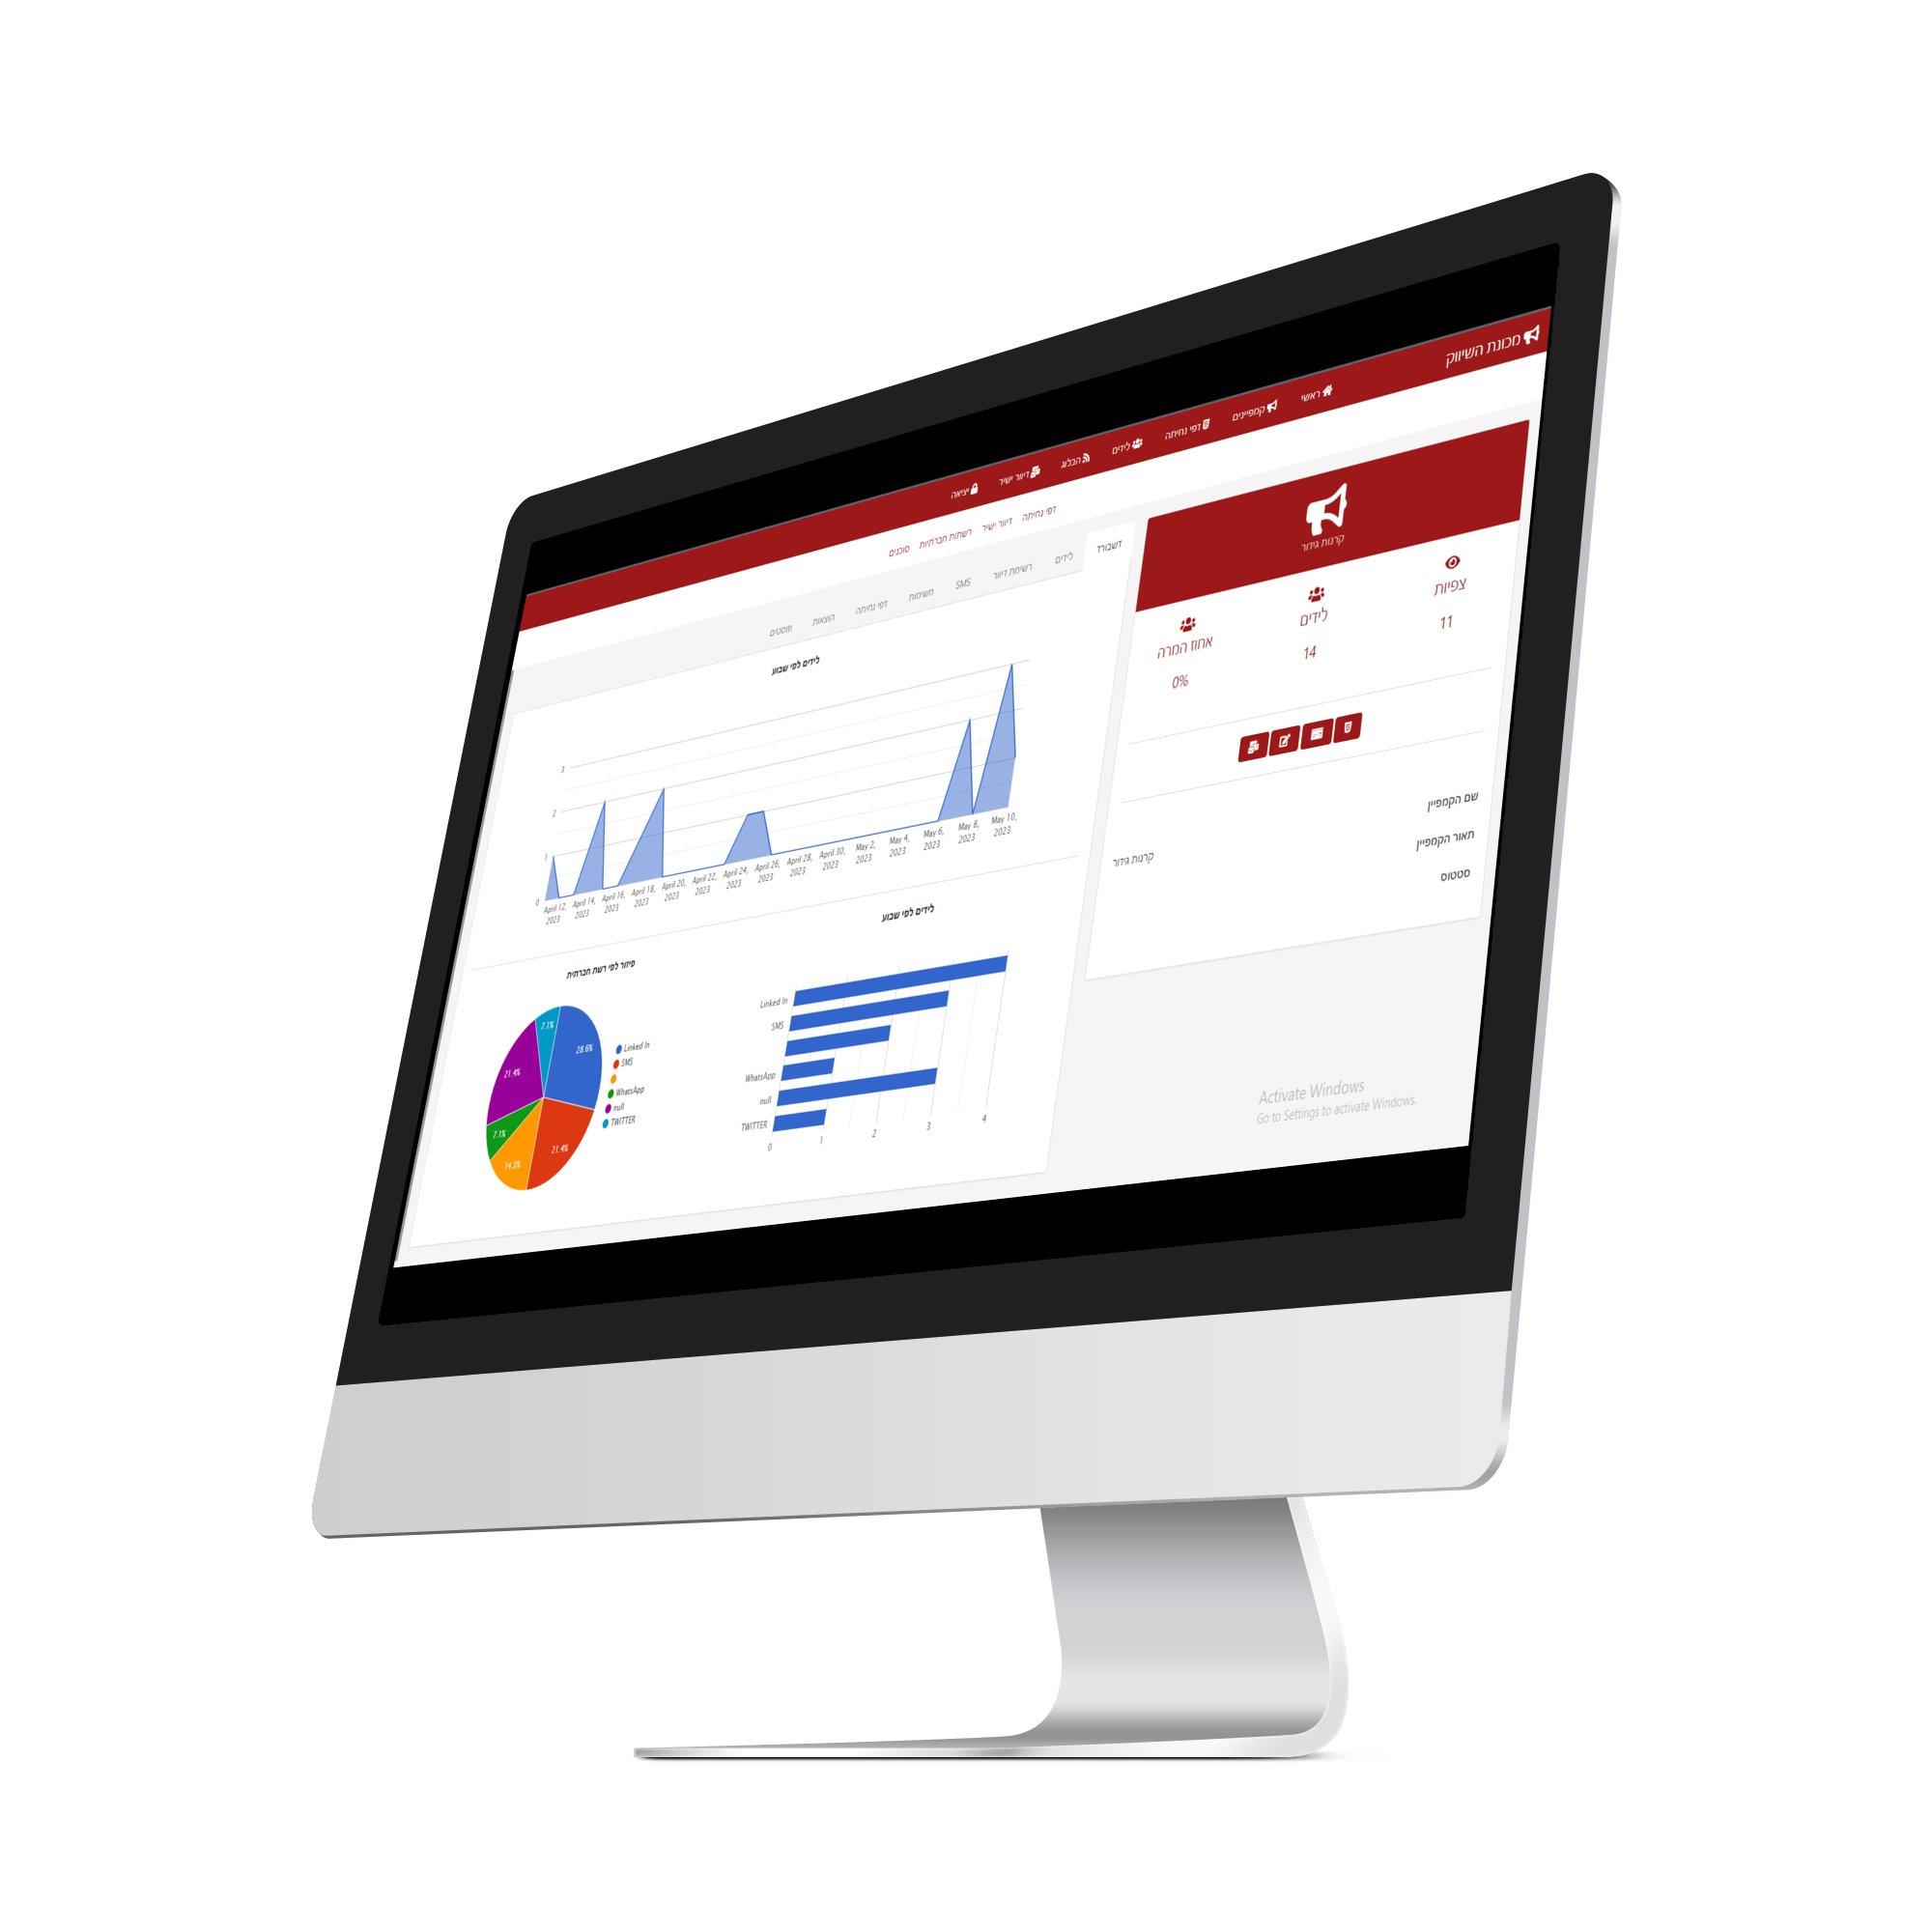 מכונת השיווק
ראשי
קמפיינים
דפי נחיתה
לידים
הבלוג
דיוור ישיר
יציאה
דפי נחיתה
דיוור ישיר
רשתות חברתיות
סוכנים
קרנות גידור
צפיות
לידים
אחוז המרה
11
14
0%
שם הקמפיין
תאור הקמפיין
קרנות גידור
סטטוס
דשבורד
לידים
רשימת דיוור
SMS
משימות
דפי נחיתה
הוצאות
פוסטים
לידים לפי שבוע
3
2
1
0
April 12, 2023
April 14, 2023
April 16, 2023
April 18, 2023
April 20, 2023
April 22, 2023
April 24, 2023
April 26, 2023
April 28, 2023
April 30, 2023
May 2, 2023
May 4, 2023
May 6, 2023
May 8, 2023
May 10, 2023
לידים לפי שבוע
Linked In
SMS
WhatsApp
null
TWITTER
0
1
2
3
4
פיזור לפי רשת חברתית
7.1%
28.6%
21.4%
7.1%
14.3%
21.4%
Linked In
SMS
WhatsApp
null
TWITTER
Activate Windows
Go to Settings to activate Windows.